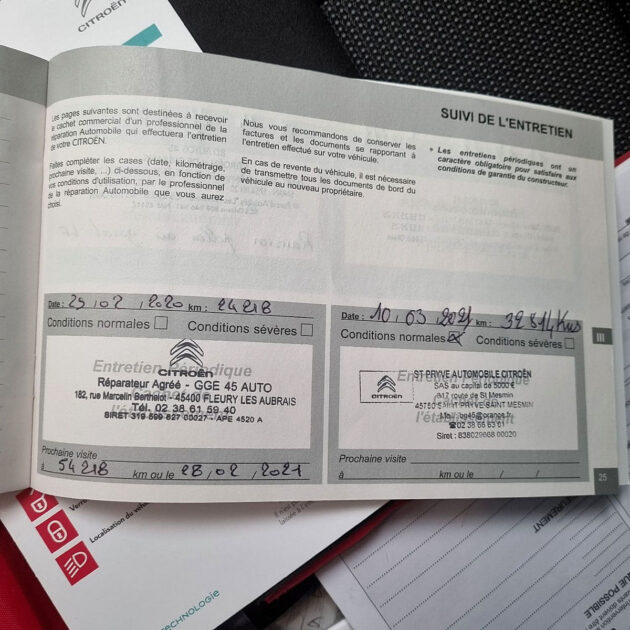 CITROËN
SUIVI DE L'ENTRETIEN
Les pages suivantes sont destinées à recevoir
le cachet commercial d'un professionnel de la
réparation Automobile qui effectuera l'entretien
de votre CITROËN.
Faites compléter les cases (date, kilométrage,
prochaine visite, ...) ci-dessous, en fonction de
vos conditions d'utilisation, par le professionnel
de la réparation Automobile que vous aurez
choisi.
Nous vous recommandons de conserver les
factures et les documents se rapportant à
l'entretien effectué sur votre véhicule.
En cas de revente du véhicule, il est nécessaire
de transmettre tous les documents de bord du
véhicule au nouveau propriétaire.
* Les entretiens périodiques ont un
caractère obligatoire pour satisfaire aux
conditions de garantie du constructeur.
Date : 25 / 02 / 2020 km : 24218
Conditions normales Conditions sévères
Entretien Périodique
CITROËN
Réparateur Agréé - GGE 45 AUTO
182, rue Marcelin Berthelot - 45400 FLEURY LES AUBRAIS
Tél. 02 38 61 59 40
SIRET 319 899 827 00027 - APE 4520 A
Prochaine visite
à 54218 km ou le 28 / 02 / 2021
Date : 10 / 03 / 2021 km : 32814 Kms
Conditions normales Conditions sévères
Entretien Périodique
CITROËN
ST PRYVE AUTOMOBILE CITROËN
SAS au capital de 5000 €
817 route de St Mesmin
45750 SAINT PRYVE SAINT MESMIN
02 38 66 63 61
Siret : 838029668 00020
Prochaine visite
à km ou le / /
III
25
Localisation du
TECHNOLOGIE